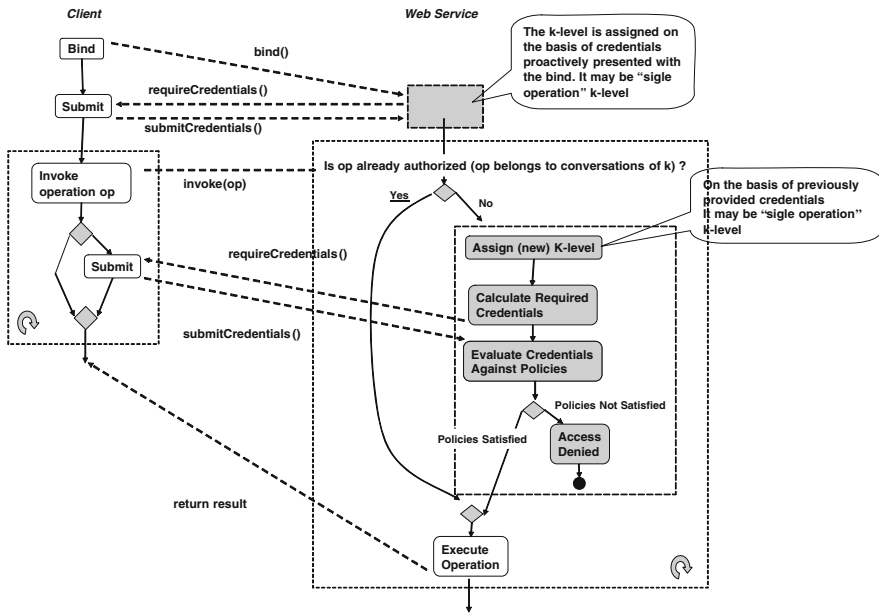 Client
Web Service
Bind
bind()
The k-level is assigned on
the basis of credentials
proactively presented with
the bind. It may be “sigle
operation” k-level
requireCredentials()
Submit
submitCredentials()
Invoke
operation op
invoke(op)
Is op already authorized (op belongs to conversations of k) ?
Yes
No
On the basis of previously
provided credentials
It may be “sigle operation”
k-level
Assign (new) K-level
requireCredentials()
Submit
Calculate Required
Credentials
submitCredentials()
Evaluate Credentials
Against Policies
Policies Not Satisfied
Policies Satisfied
Access
Denied
return result
Execute
Operation